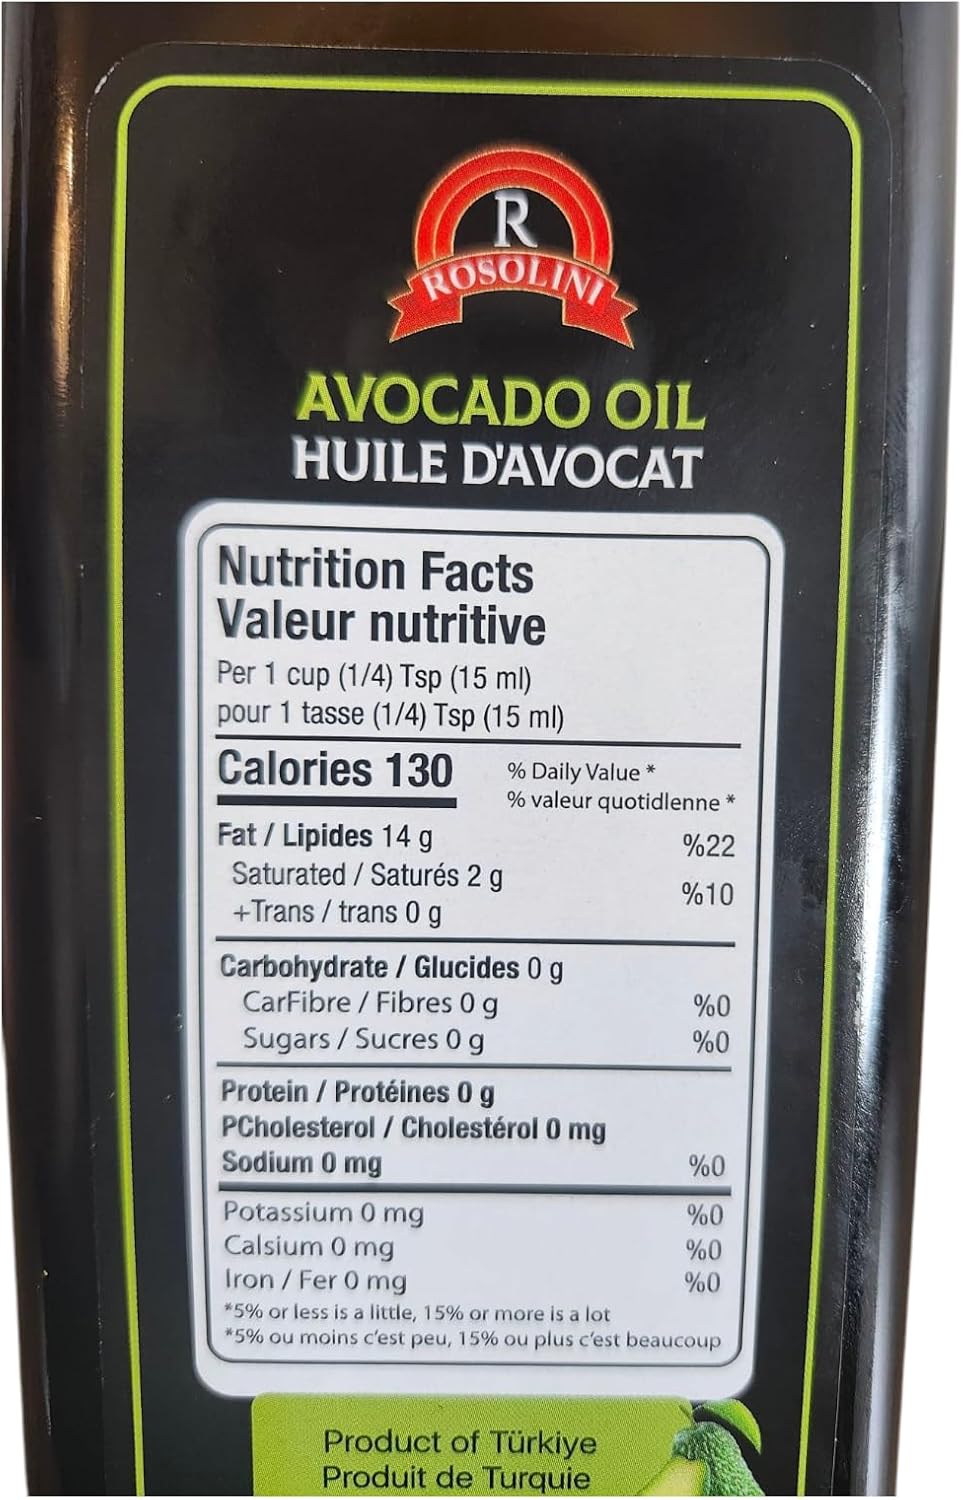 R
ROSOLINI
AVOCADO OIL
HUILE D'AVOCAT
Nutrition Facts
Valeur nutritive
Per 1 cup (1/4) Tsp (15 ml)
pour 1 tasse (1/4) Tsp (15 ml)
Calories 130 % Daily Value *
% valeur quotidlenne *
Fat / Lipides 14 g %22
Saturated / Saturés 2 g %10
+Trans / trans 0 g
Carbohydrate / Glucides 0 g
CarFibre / Fibres 0 g %0
Sugars / Sucres 0 g %0
Protein / Protéines 0 g
PCholesterol / Cholestérol 0 mg
Sodium 0 mg %0
Potassium 0 mg %0
Calsium 0 mg %0
Iron / Fer 0 mg %0
*5% or less is a little, 15% or more is a lot
*5% ou moins c'est peu, 15% ou plus c'est beaucoup
Product of Türkiye
Produit de Turquie